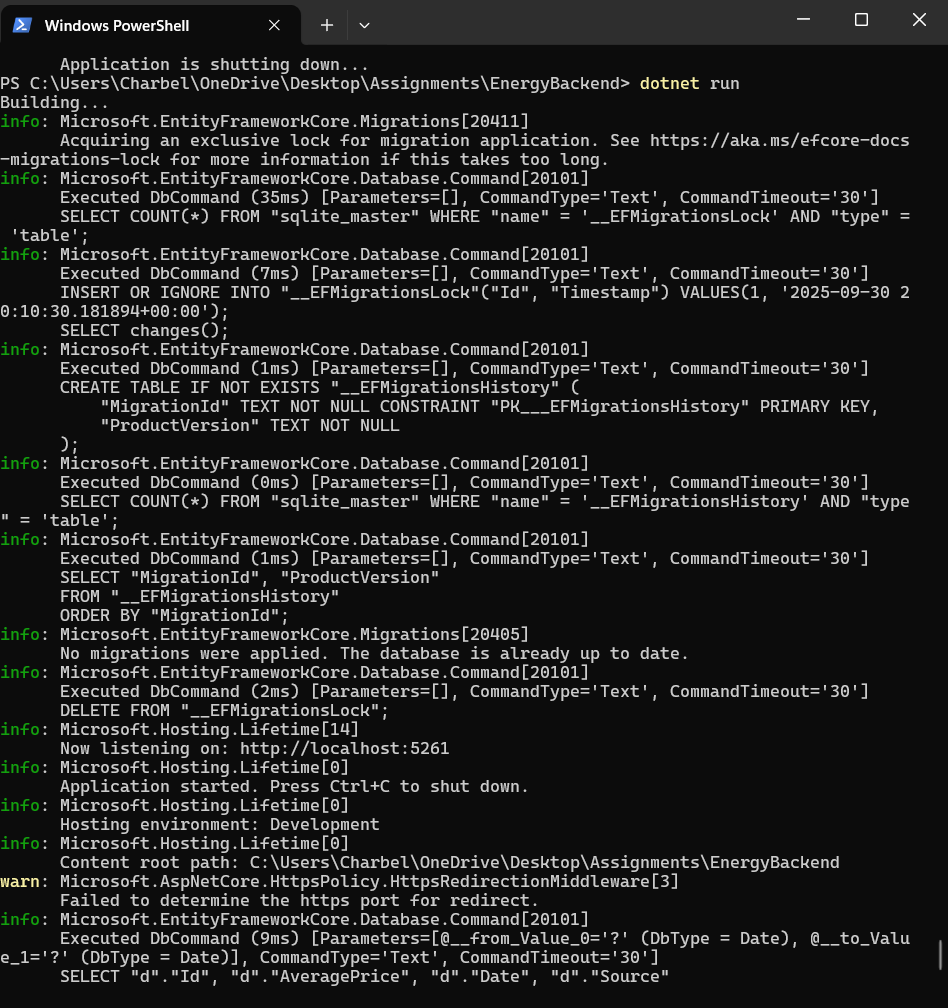 Windows PowerShell
Application is shutting down...
PS C:\Users\Charbel\OneDrive\Desktop\Assignments\EnergyBackend> dotnet run
Building...
info: Microsoft.EntityFrameworkCore.Migrations[20411]
Acquiring an exclusive lock for migration application. See https://aka.ms/efcore-docs
-migrations-lock for more information if this takes too long.
info: Microsoft.EntityFrameworkCore.Database.Command[20101]
Executed DbCommand (35ms) [Parameters=[], CommandType='Text', CommandTimeout='30']
SELECT COUNT(*) FROM "sqlite_master" WHERE "name" = '__EFMigrationsLock' AND "type" =
'table';
info: Microsoft.EntityFrameworkCore.Database.Command[20101]
Executed DbCommand (7ms) [Parameters=[], CommandType='Text', CommandTimeout='30']
INSERT OR IGNORE INTO "__EFMigrationsLock"("Id", "Timestamp") VALUES(1, '2025-09-30 2
0:10:30.181894+00:00');
SELECT changes();
info: Microsoft.EntityFrameworkCore.Database.Command[20101]
Executed DbCommand (1ms) [Parameters=[], CommandType='Text', CommandTimeout='30']
CREATE TABLE IF NOT EXISTS "__EFMigrationsHistory" (
"MigrationId" TEXT NOT NULL CONSTRAINT "PK___EFMigrationsHistory" PRIMARY KEY,
"ProductVersion" TEXT NOT NULL
);
info: Microsoft.EntityFrameworkCore.Database.Command[20101]
Executed DbCommand (0ms) [Parameters=[], CommandType='Text', CommandTimeout='30']
SELECT COUNT(*) FROM "sqlite_master" WHERE "name" = '__EFMigrationsHistory' AND "type
" = 'table';
info: Microsoft.EntityFrameworkCore.Database.Command[20101]
Executed DbCommand (1ms) [Parameters=[], CommandType='Text', CommandTimeout='30']
SELECT "MigrationId", "ProductVersion"
FROM "__EFMigrationsHistory"
ORDER BY "MigrationId";
info: Microsoft.EntityFrameworkCore.Migrations[20405]
No migrations were applied. The database is already up to date.
info: Microsoft.EntityFrameworkCore.Database.Command[20101]
Executed DbCommand (2ms) [Parameters=[], CommandType='Text', CommandTimeout='30']
DELETE FROM "__EFMigrationsLock";
info: Microsoft.Hosting.Lifetime[14]
Now listening on: http://localhost:5261
info: Microsoft.Hosting.Lifetime[0]
Application started. Press Ctrl+C to shut down.
info: Microsoft.Hosting.Lifetime[0]
Hosting environment: Development
info: Microsoft.Hosting.Lifetime[0]
Content root path: C:\Users\Charbel\OneDrive\Desktop\Assignments\EnergyBackend
warn: Microsoft.AspNetCore.HttpsPolicy.HttpsRedirectionMiddleware[3]
Failed to determine the https port for redirect.
info: Microsoft.EntityFrameworkCore.Database.Command[20101]
Executed DbCommand (9ms) [Parameters=[@__from_Value_0='?' (DbType = Date), @__to_Valu
e_1='?' (DbType = Date)], CommandType='Text', CommandTimeout='30']
SELECT "d"."Id", "d"."AveragePrice", "d"."Date", "d"."Source"